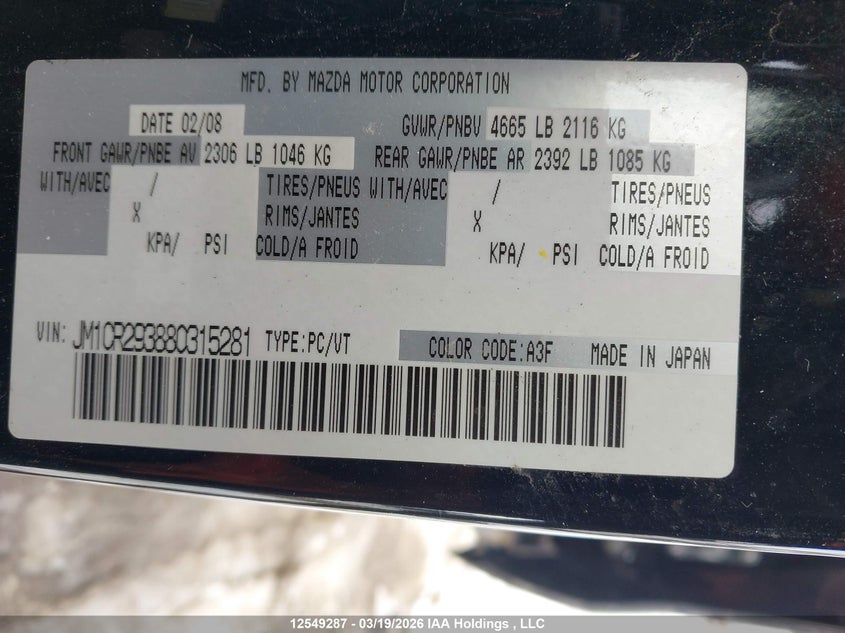 MFD. BY MAZDA MOTOR CORPORATION
DATE 02/08 GVWR/PNBV 4665 LB 2116 KG
FRONT GAWR/PNBE AV 2306 LB 1046 KG REAR GAWR/PNBE AR 2392 LB 1085 KG
WITH/AVEC / TIRES/PNEUS WITH/AVEC / TIRES/PNEUS
X RIMS/JANTES X RIMS/JANTES
KPA/ PSI COLD/A FROID KPA/ PSI COLD/A FROID
VIN: JM1CR293880315281 TYPE:PC/VT COLOR CODE:A3F MADE IN JAPAN
12549287 - 03/19/2026 IAA Holdings , LLC